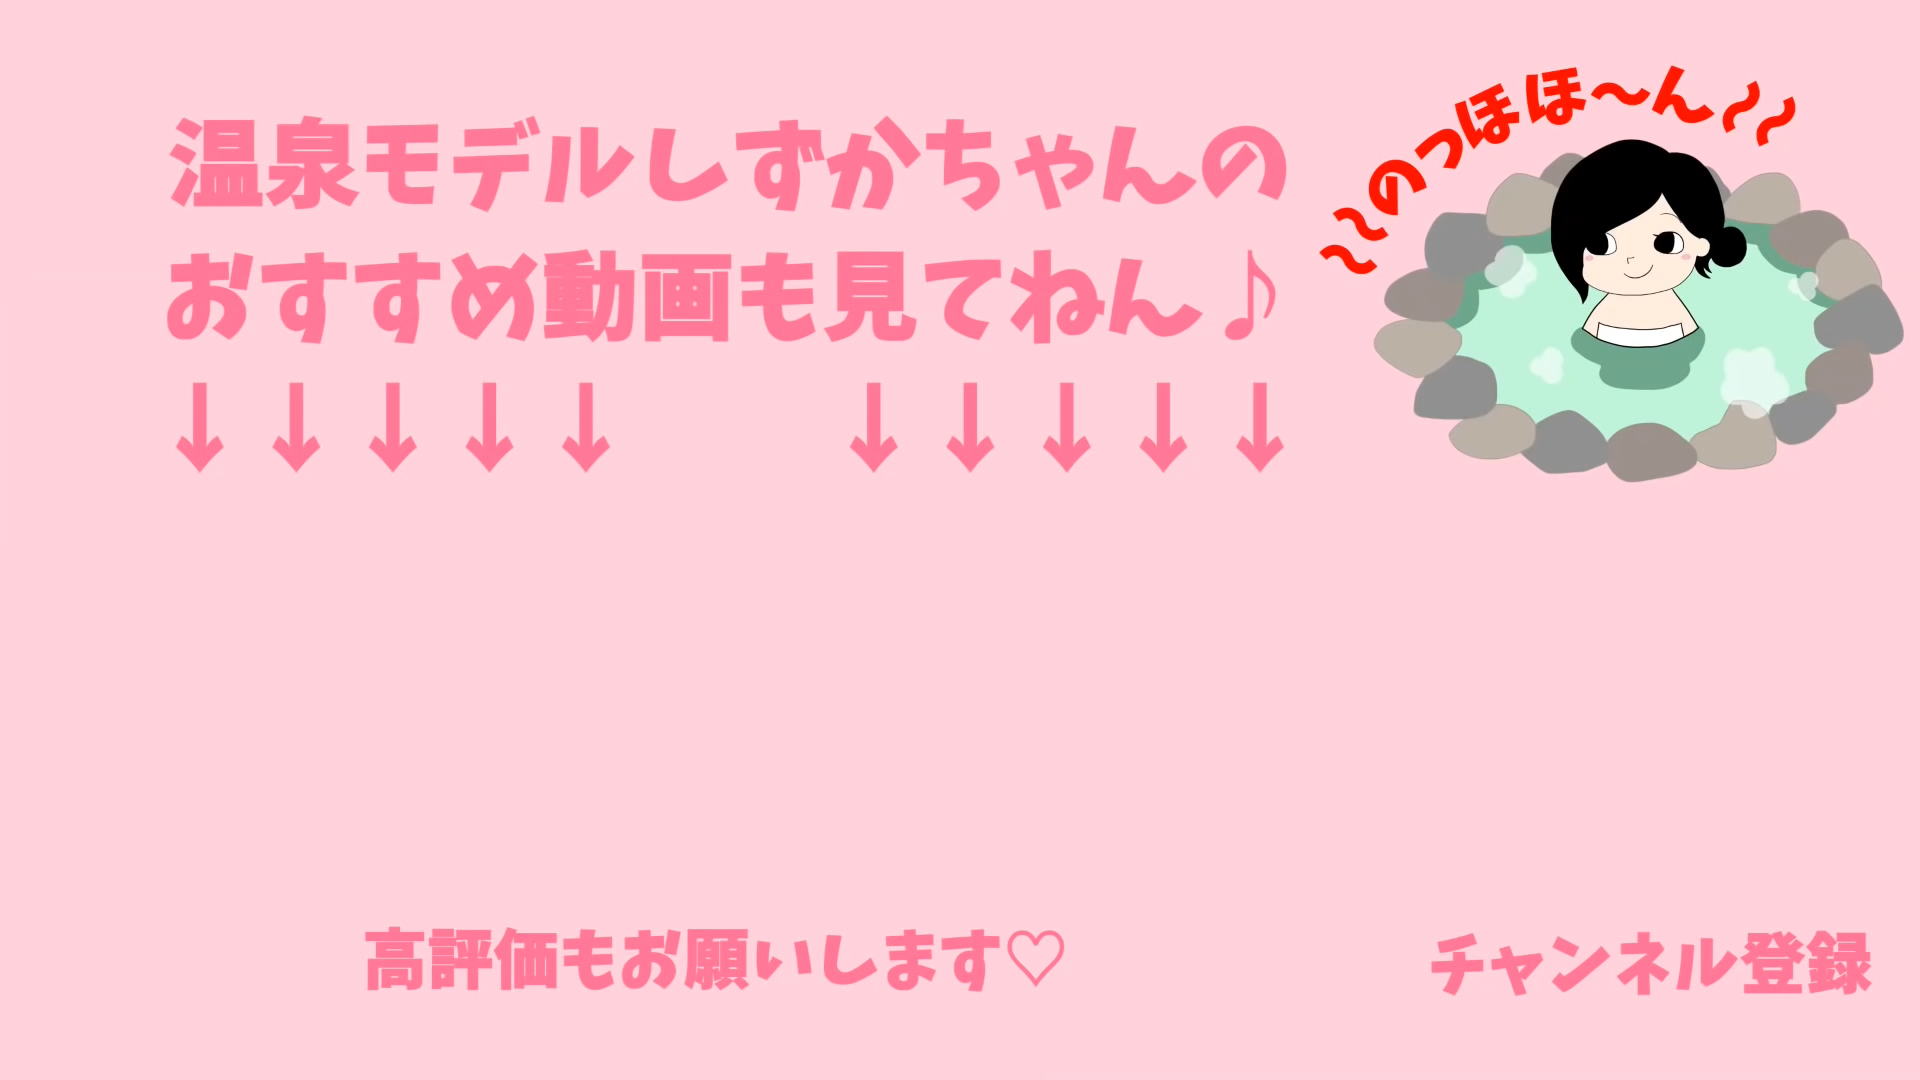 温泉モデルしずかちゃんの
おすすめ動画も見てねん♪
↓↓↓↓↓ ↓↓↓↓↓
〜〜のっほほ〜ん〜〜
高評価もお願いします♡
チャンネル登録